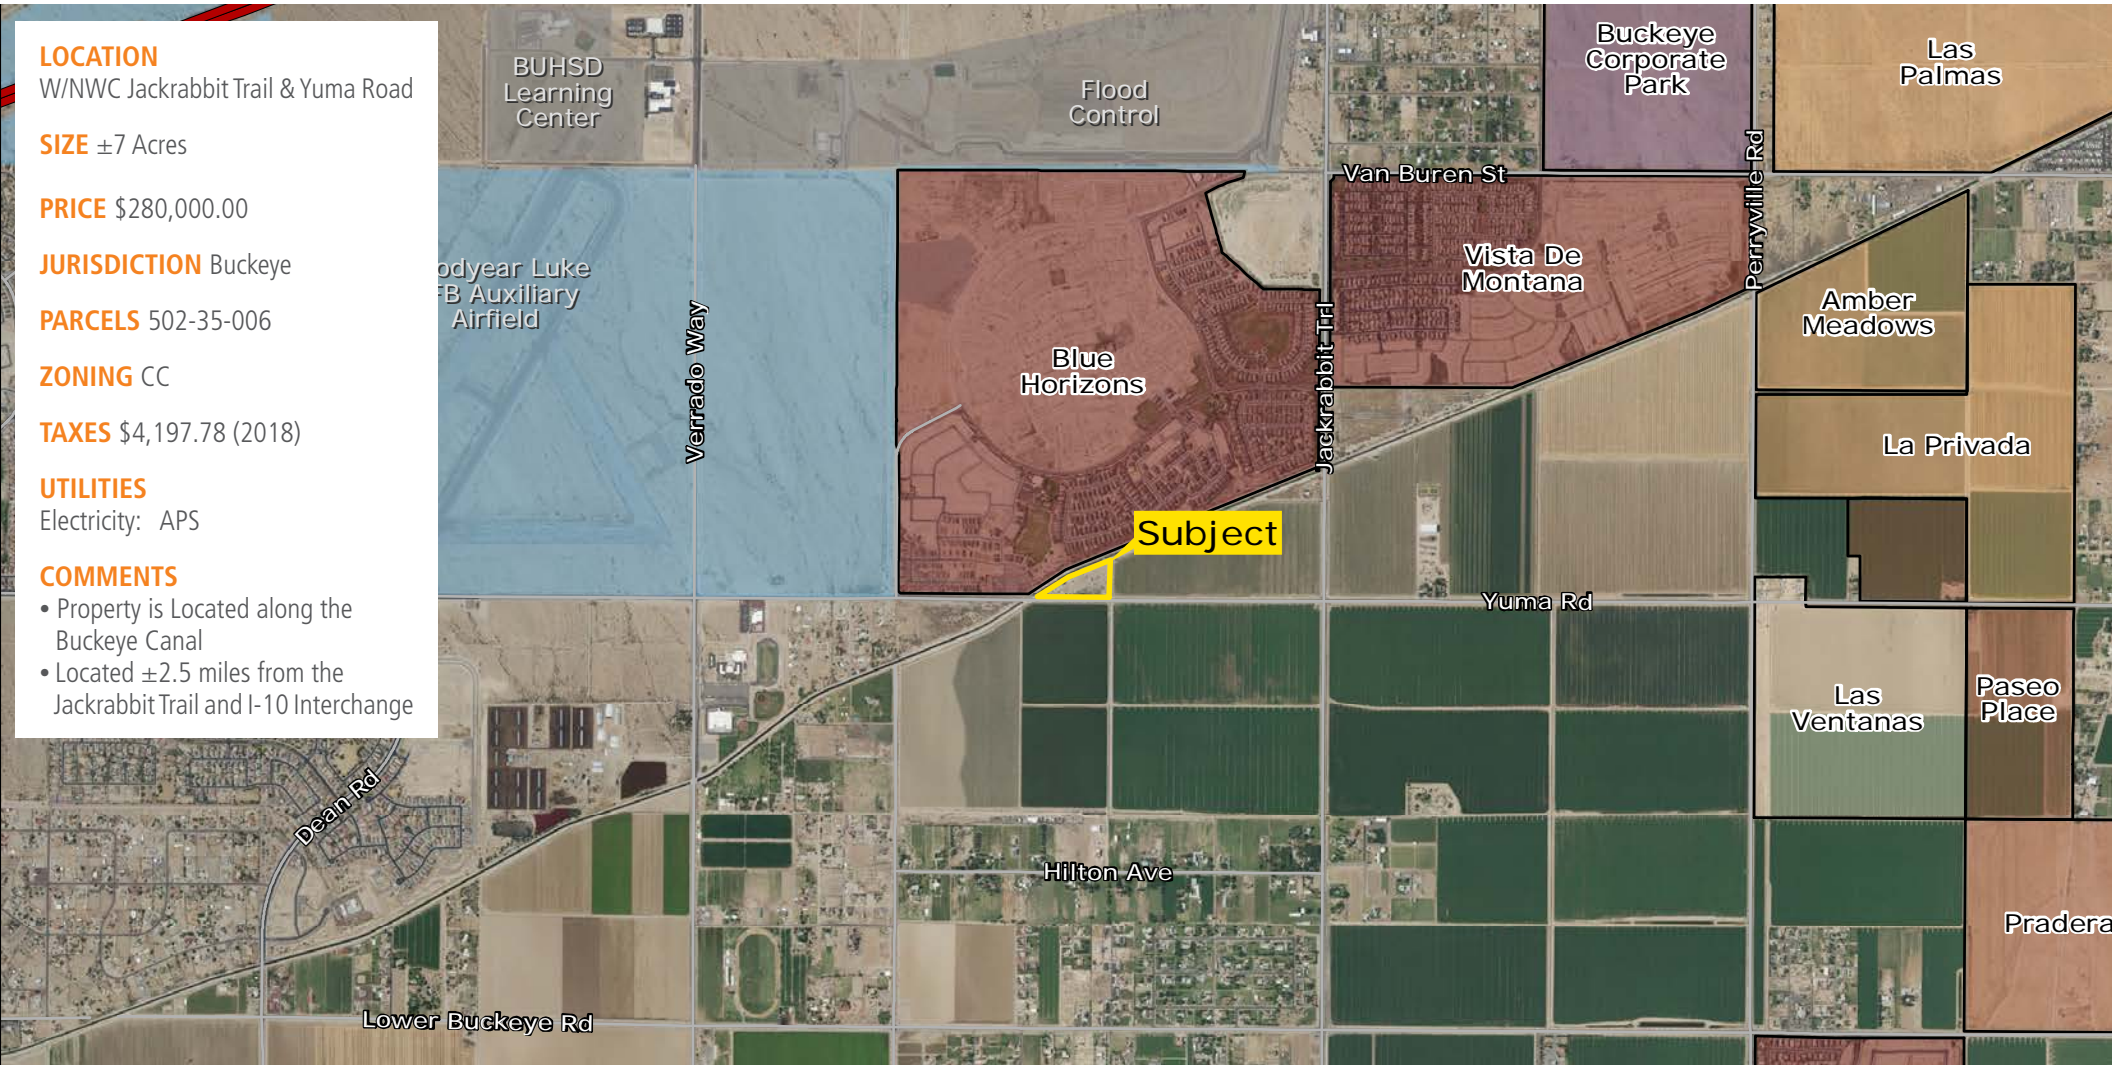 LOCATION
W/NWC Jackrabbit Trail & Yuma Road
SIZE ±7 Acres
PRICE $280,000.00
JURISDICTION Buckeye
PARCELS 502-35-006
ZONING CC
TAXES $4,197.78 (2018)
UTILITIES
Electricity: APS
COMMENTS
• Property is Located along the
Buckeye Canal
• Located ±2.5 miles from the
Jackrabbit Trail and I-10 Interchange
BUHSD
Learning
Center
Flood
Control
Buckeye
Corporate
Park
Las
Palmas
Van Buren St
Perryville Rd
odyear Luke
FB Auxiliary
Airfield
Verrado Way
Blue
Horizons
Jackrabbit Trl
Vista De
Montana
Amber
Meadows
La Privada
Subject
Yuma Rd
Las
Ventanas
Paseo
Place
Dean Rd
Hilton Ave
Pradera
Lower Buckeye Rd